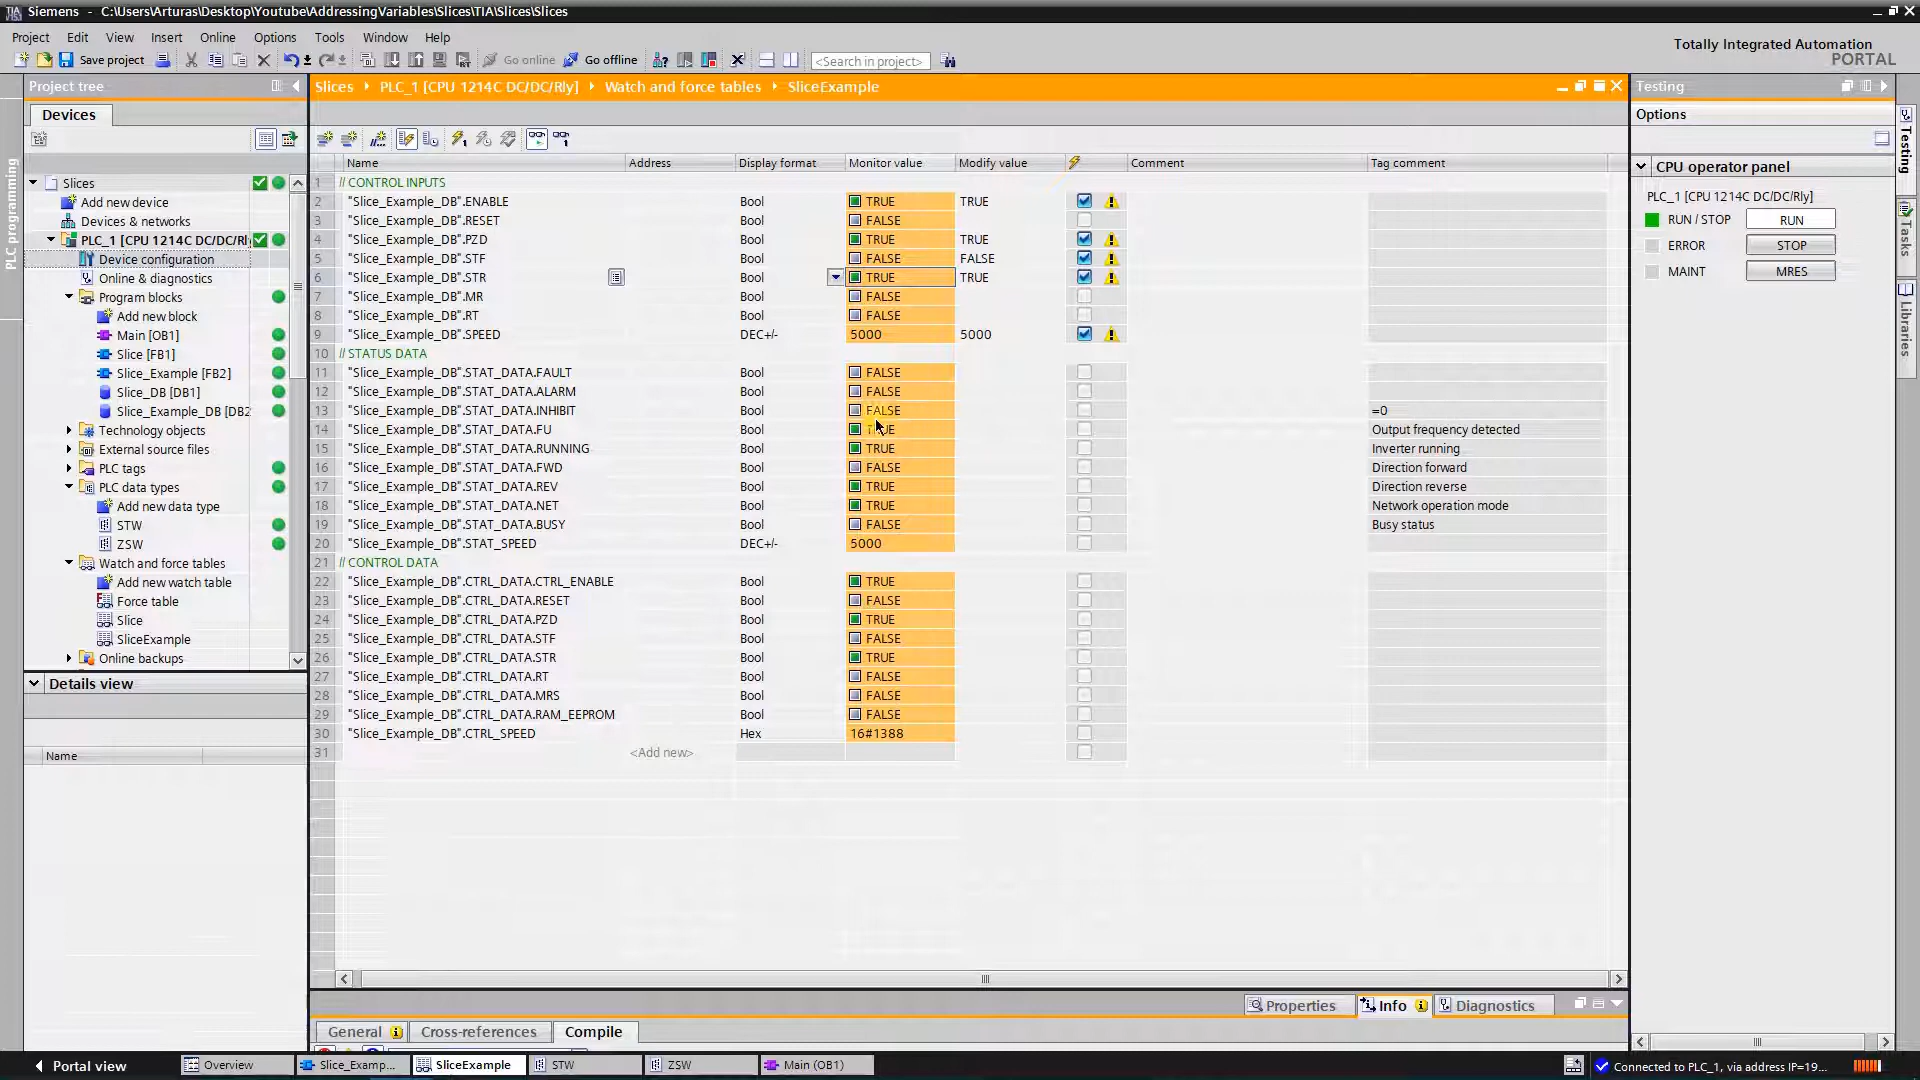 Siemens - C:\Users\Arturas\Desktop\Youtube\AddressingVariables\Slices\TIA\Slices\Slices
Project Edit View Insert Online Options Tools Window Help
Totally Integrated Automation
PORTAL
Save project Go online Go offline <Search in project>
Project tree
Slices PLC_1 [CPU 1214C DC/DC/Rly] Watch and force tables SliceExample
Testing
Devices
Options
PLC programming
Slices
Add new device
Devices & networks
PLC_1 [CPU 1214C DC/DC/Rl
Device configuration
Online & diagnostics
Program blocks
Add new block
Main [OB1]
Slice [FB1]
Slice_Example [FB2]
Slice_DB [DB1]
Slice_Example_DB [DB2
Technology objects
External source files
PLC tags
PLC data types
Add new data type
STW
ZSW
Watch and force tables
Add new watch table
Force table
Slice
SliceExample
Online backups
Details view
Name
Name Address Display format Monitor value Modify value Comment Tag comment
1 // CONTROL INPUTS
2 "Slice_Example_DB".ENABLE Bool TRUE TRUE
3 "Slice_Example_DB".RESET Bool FALSE
4 "Slice_Example_DB".PZD Bool TRUE TRUE
5 "Slice_Example_DB".STF Bool FALSE FALSE
6 "Slice_Example_DB".STR Bool TRUE TRUE
7 "Slice_Example_DB".MR Bool FALSE
8 "Slice_Example_DB".RT Bool FALSE
9 "Slice_Example_DB".SPEED DEC+/- 5000 5000
10 // STATUS DATA
11 "Slice_Example_DB".STAT_DATA.FAULT Bool FALSE
12 "Slice_Example_DB".STAT_DATA.ALARM Bool FALSE
13 "Slice_Example_DB".STAT_DATA.INHIBIT Bool FALSE =0
14 "Slice_Example_DB".STAT_DATA.FU Bool TRUE Output frequency detected
15 "Slice_Example_DB".STAT_DATA.RUNNING Bool TRUE Inverter running
16 "Slice_Example_DB".STAT_DATA.FWD Bool FALSE Direction forward
17 "Slice_Example_DB".STAT_DATA.REV Bool TRUE Direction reverse
18 "Slice_Example_DB".STAT_DATA.NET Bool TRUE Network operation mode
19 "Slice_Example_DB".STAT_DATA.BUSY Bool FALSE Busy status
20 "Slice_Example_DB".STAT_SPEED DEC+/- 5000
21 // CONTROL DATA
22 "Slice_Example_DB".CTRL_DATA.CTRL_ENABLE Bool TRUE
23 "Slice_Example_DB".CTRL_DATA.RESET Bool FALSE
24 "Slice_Example_DB".CTRL_DATA.PZD Bool TRUE
25 "Slice_Example_DB".CTRL_DATA.STF Bool FALSE
26 "Slice_Example_DB".CTRL_DATA.STR Bool TRUE
27 "Slice_Example_DB".CTRL_DATA.RT Bool FALSE
28 "Slice_Example_DB".CTRL_DATA.MRS Bool FALSE
29 "Slice_Example_DB".CTRL_DATA.RAM_EEPROM Bool FALSE
30 "Slice_Example_DB".CTRL_SPEED Hex 16#1388
31 <Add new>
CPU operator panel
PLC_1 [CPU 1214C DC/DC/Rly]
RUN / STOP RUN
ERROR STOP
MAINT MRES
Testing
Tasks
Libraries
Properties Info Diagnostics
General Cross-references Compile
Portal view Overview Slice_Examp... SliceExample STW ZSW Main (OB1) Connected to PLC_1, via address IP=19...